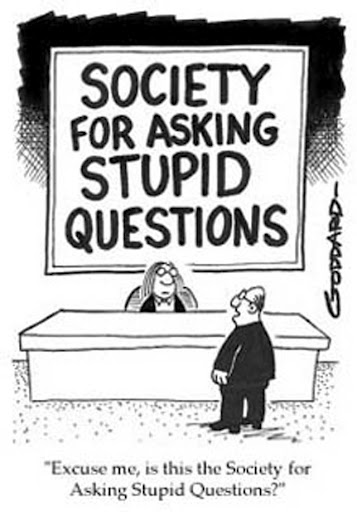 SOCIETY
FOR ASKING
STUPID
QUESTIONS
GODDARD
"Excuse me, is this the Society for
Asking Stupid Questions?"